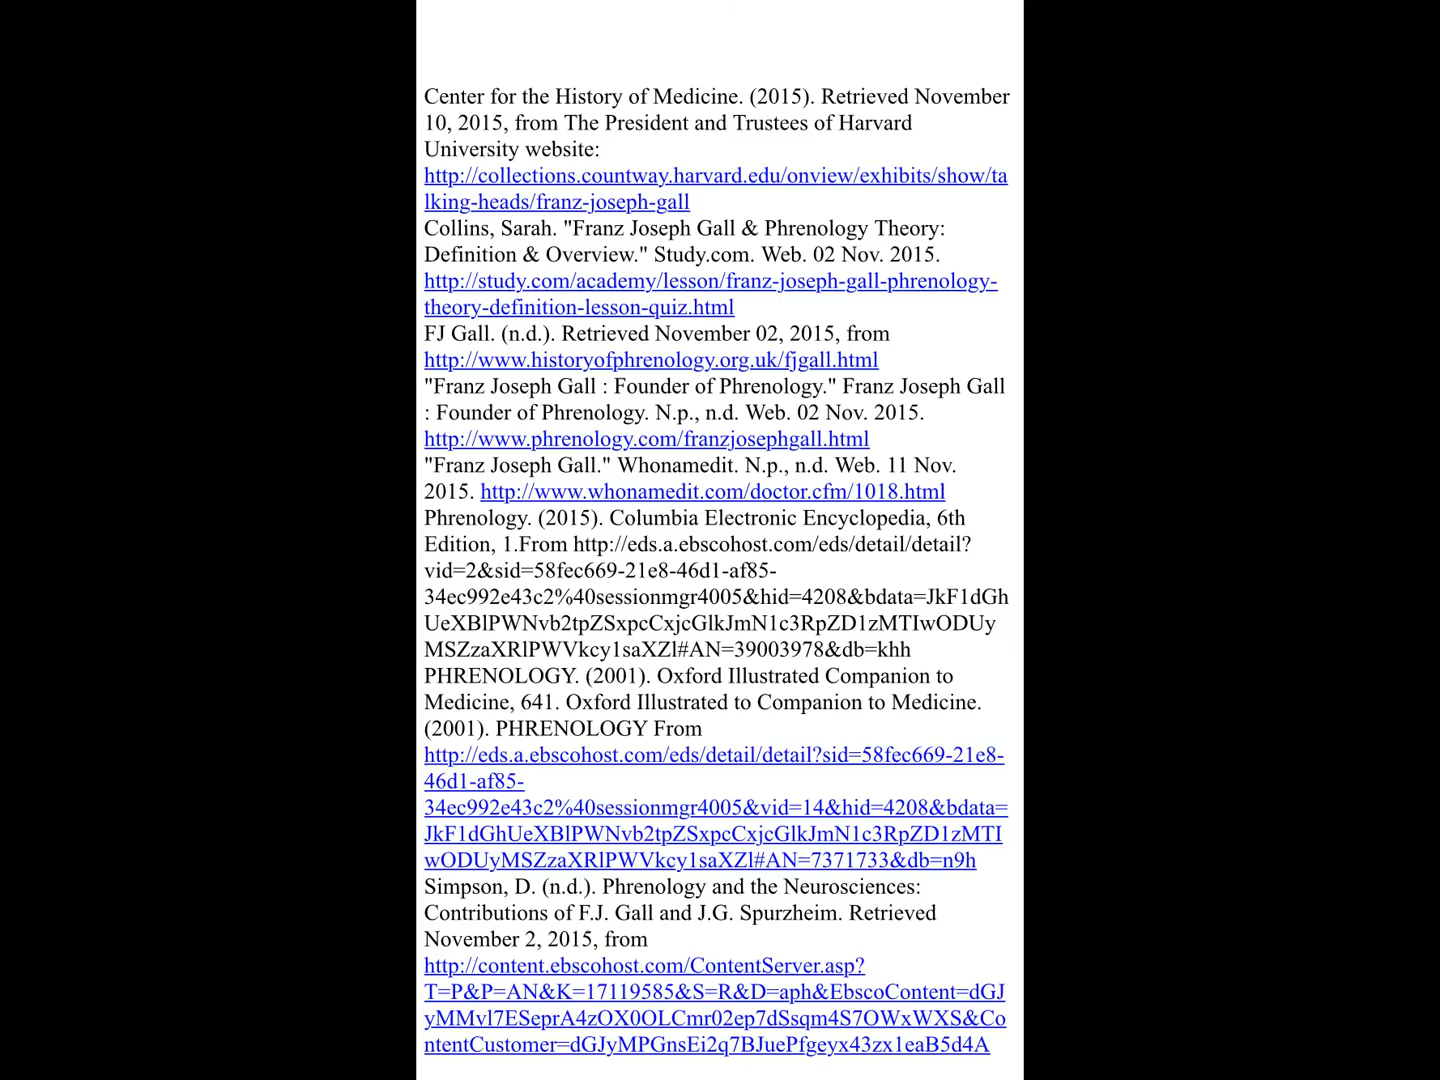 Center for the History of Medicine. (2015). Retrieved November
10, 2015, from The President and Trustees of Harvard
University website:
http://collections.countway.harvard.edu/onview/exhibits/show/ta
lking-heads/franz-joseph-gall
Collins, Sarah. "Franz Joseph Gall & Phrenology Theory:
Definition & Overview." Study.com. Web. 02 Nov. 2015.
http://study.com/academy/lesson/franz-joseph-gall-phrenology-
theory-definition-lesson-quiz.html
FJ Gall. (n.d.). Retrieved November 02, 2015, from
http://www.historyofphrenology.org.uk/fjgall.html
"Franz Joseph Gall : Founder of Phrenology." Franz Joseph Gall
: Founder of Phrenology. N.p., n.d. Web. 02 Nov. 2015.
http://www.phrenology.com/franzjosephgall.html
"Franz Joseph Gall." Whonamedit. N.p., n.d. Web. 11 Nov.
2015. http://www.whonamedit.com/doctor.cfm/1018.html
Phrenology. (2015). Columbia Electronic Encyclopedia, 6th
Edition, 1.From http://eds.a.ebscohost.com/eds/detail/detail?
vid=2&sid=58fec669-21e8-46d1-af85-
34ec992e43c2%40sessionmgr4005&hid=4208&bdata=JkF1dGh
UeXBlPWNvb2tpZSxpcCxjcGlkJmN1c3RpZD1zMTIwODUy
MSZzaXRlPWVkcy1saXZl#AN=39003978&db=khh
PHRENOLOGY. (2001). Oxford Illustrated Companion to
Medicine, 641. Oxford Illustrated to Companion to Medicine.
(2001). PHRENOLOGY From
http://eds.a.ebscohost.com/eds/detail/detail?sid=58fec669-21e8-
46d1-af85-
34ec992e43c2%40sessionmgr4005&vid=14&hid=4208&bdata=
JkF1dGhUeXBlPWNvb2tpZSxpcCxjcGlkJmN1c3RpZD1zMTI
wODUyMSZzaXRlPWVkcy1saXZl#AN=7371733&db=n9h
Simpson, D. (n.d.). Phrenology and the Neurosciences:
Contributions of F.J. Gall and J.G. Spurzheim. Retrieved
November 2, 2015, from
http://content.ebscohost.com/ContentServer.asp?
T=P&P=AN&K=17119585&S=R&D=aph&EbscoContent=dGJ
yMMvl7ESeprA4zOX0OLCmr02ep7dSsqm4S7OWxWXS&Co
ntentCustomer=dGJyMPGnsEi2q7BJuePfgeyx43zx1eaB5d4A